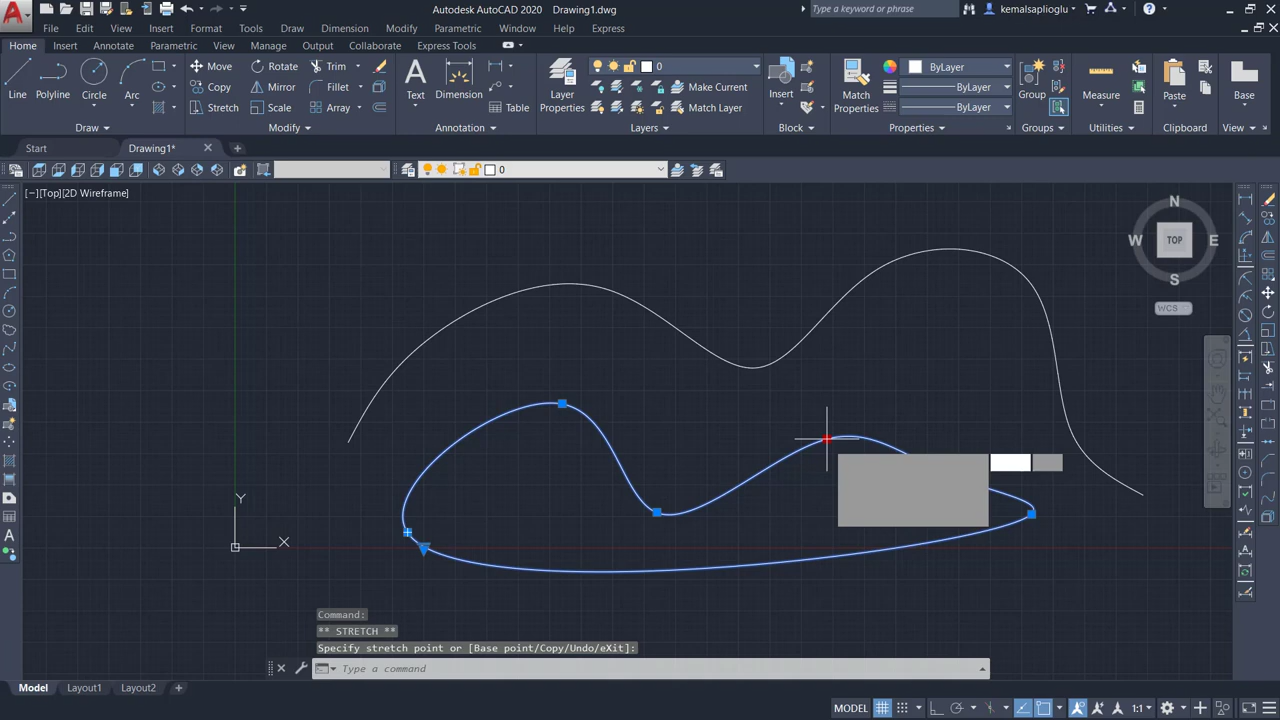 Autodesk AutoCAD 2020 Drawing1.dwg
Type a keyword or phrase
kemalsaplioglu
File Edit View Insert Format Tools Draw Dimension Modify Parametric Window Help Express
Home Insert Annotate Parametric View Manage Output Collaborate Express Tools
Move Rotate Trim
Copy Mirror Fillet
Stretch Scale Array
Line Polyline Circle Arc
Text Dimension Table
Layer Properties
0
Make Current
Match Layer
Insert
Match Properties
ByLayer
ByLayer
ByLayer
Group
Measure
Paste
Base
Draw Modify Annotation Layers Block Properties Groups Utilities Clipboard View
Start Drawing1*
0
[−][Top][2D Wireframe]
N
W TOP E
S
WCS
Y
X
Command:
** STRETCH **
Specify stretch point or [Base point/Copy/Undo/eXit]:
Type a command
Model Layout1 Layout2 +
MODEL 1:1